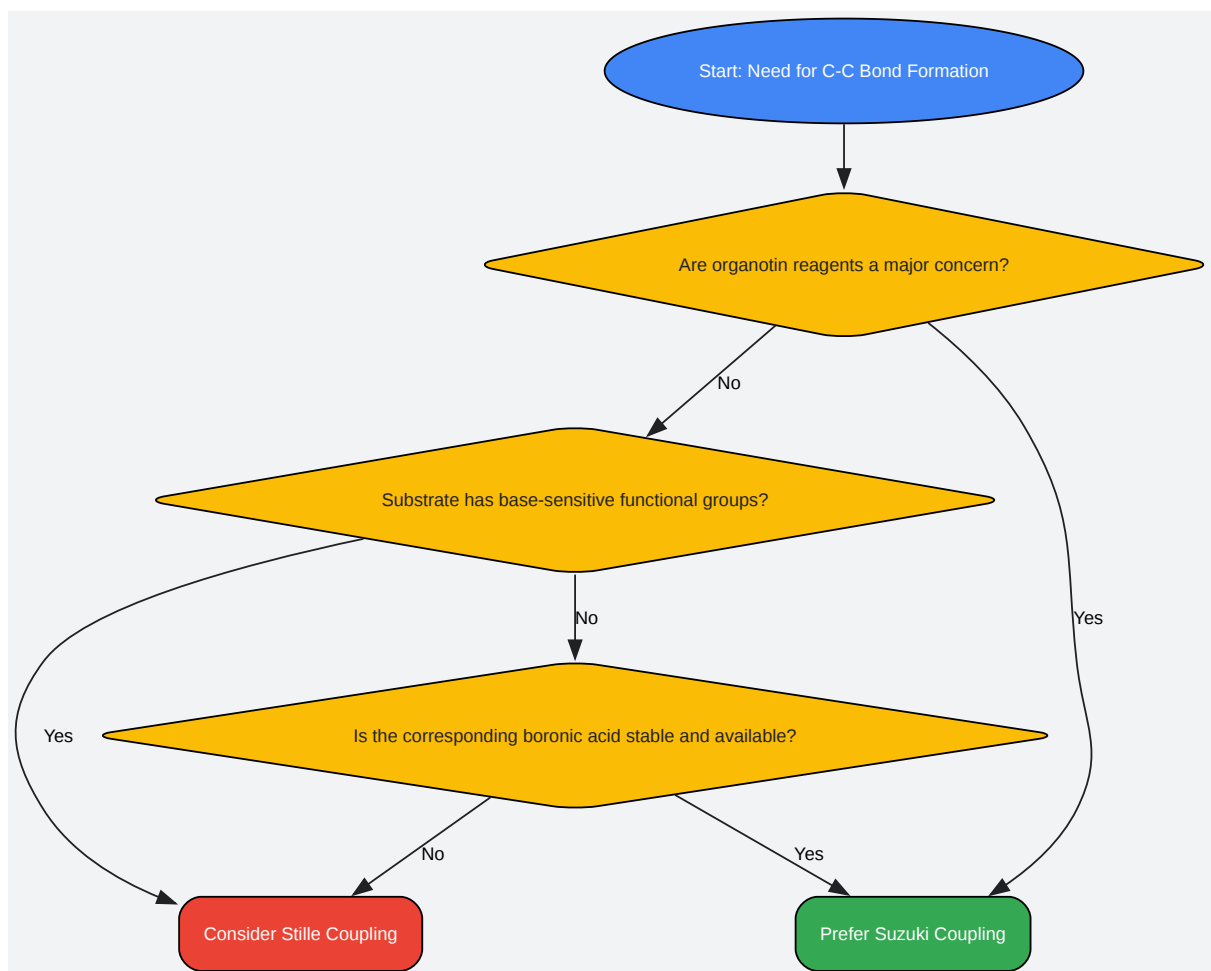 Start: Need for C-C Bond Formation
Are organotin reagents a major concern?
No
Substrate has base-sensitive functional groups?
No
Yes
Yes
Is the corresponding boronic acid stable and available?
No
Yes
Consider Stille Coupling
Prefer Suzuki Coupling